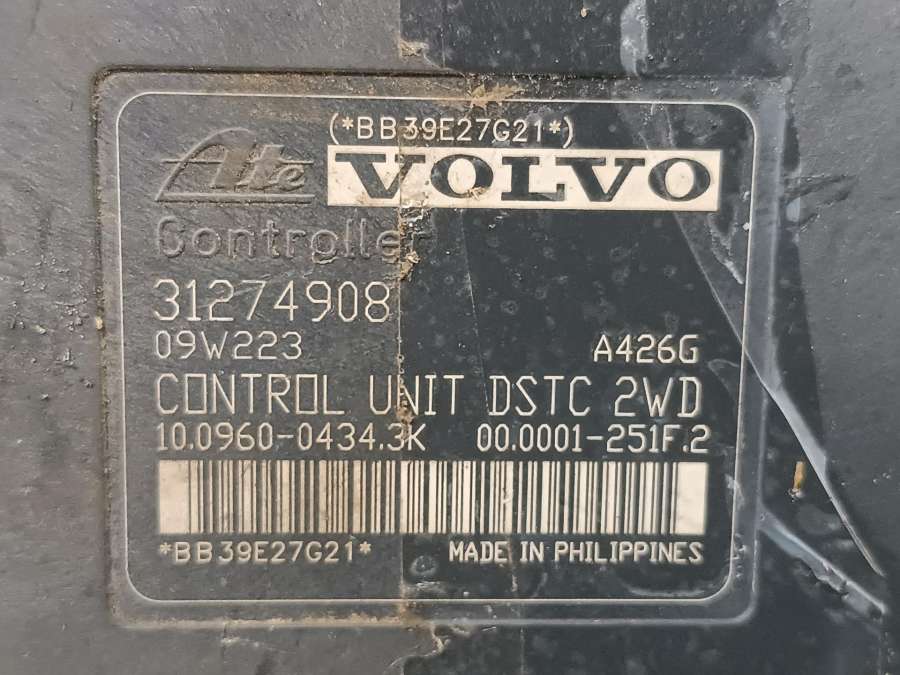 (*BB39E27G21*)
Ate VOLVO
Controller
31274908
09W223 A426G
CONTROL UNIT DSTC 2WD
10.0960-0434.3K 00.0001-251F.2
*BB39E27G21* MADE IN PHILIPPINES